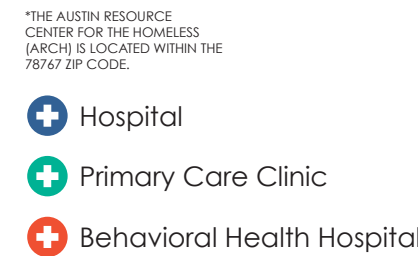 *THE AUSTIN RESOURCE
CENTER FOR THE HOMELESS
(ARCH) IS LOCATED WITHIN THE
78767 ZIP CODE.
Hospital
Primary Care Clinic
Behavioral Health Hospital